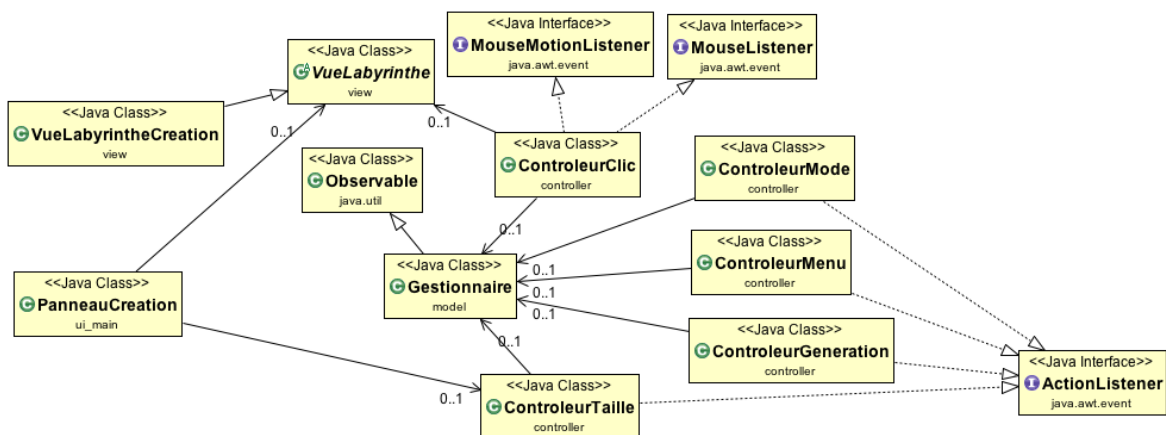 <<Java Interface>>
MouseMotionListener
java.awt.event
<<Java Interface>>
MouseListener
java.awt.event
<<Java Class>>
VueLabyrinthe
view
<<Java Class>>
VueLabyrintheCreation
view
0..1
0..1
<<Java Class>>
ControleurClic
controller
<<Java Class>>
ControleurMode
controller
<<Java Class>>
Observable
java.util
0..1
<<Java Class>>
Gestionnaire
model
0..1
0..1
0..1
<<Java Class>>
ControleurMenu
controller
<<Java Class>>
PanneauCreation
ui_main
0..1
<<Java Class>>
ControleurGeneration
controller
<<Java Interface>>
ActionListener
java.awt.event
0..1
<<Java Class>>
ControleurTaille
controller